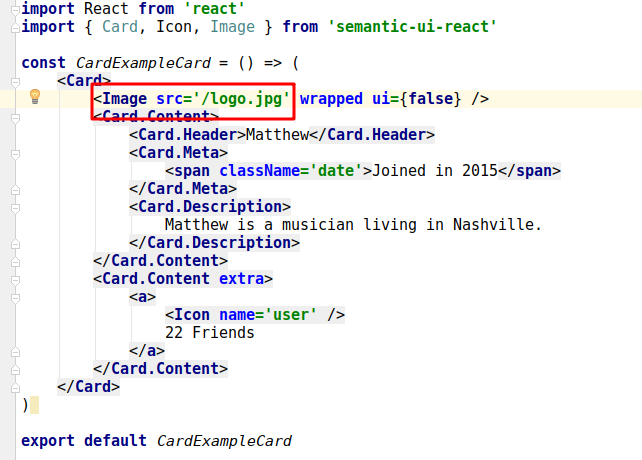 import React from 'react'
import { Card, Icon, Image } from 'semantic-ui-react'
const CardExampleCard = () => (
<Card>
<Image src='/logo.jpg' wrapped ui={false} />
<Card.Content>
<Card.Header>Matthew</Card.Header>
<Card.Meta>
<span className='date'>Joined in 2015</span>
</Card.Meta>
<Card.Description>
Matthew is a musician living in Nashville.
</Card.Description>
</Card.Content>
<Card.Content extra>
<a>
<Icon name='user' />
22 Friends
</a>
</Card.Content>
</Card>
)
export default CardExampleCard